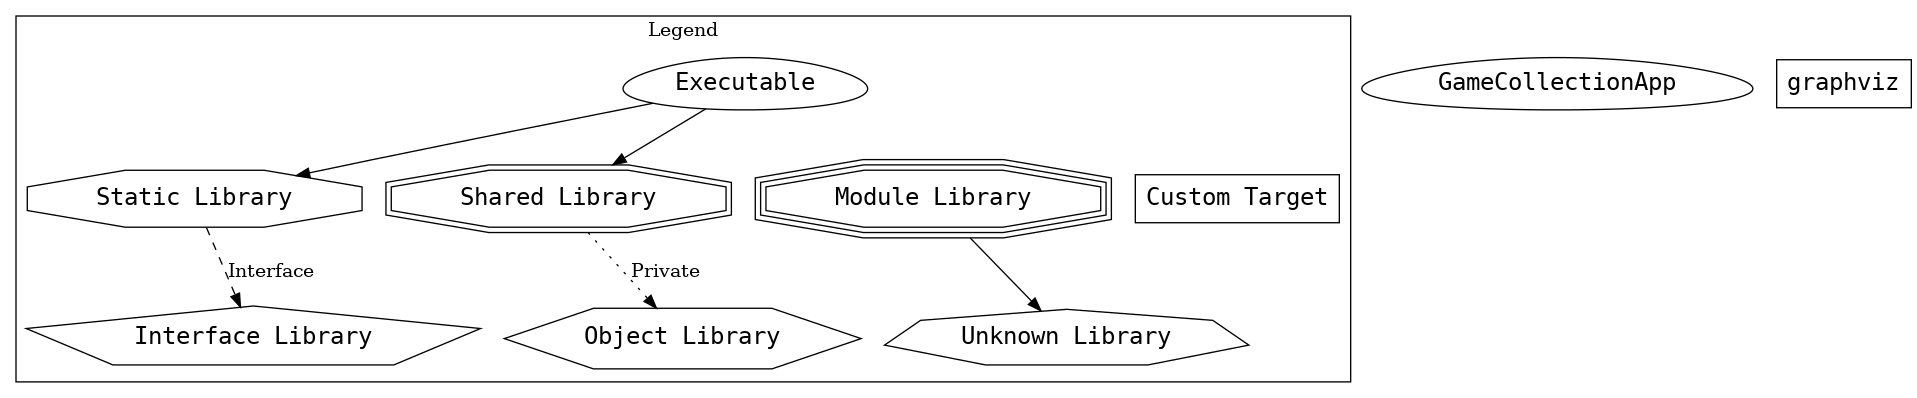 Legend
Executable
GameCollectionApp
graphviz
Static Library
Shared Library
Module Library
Custom Target
Interface
Private
Interface Library
Object Library
Unknown Library